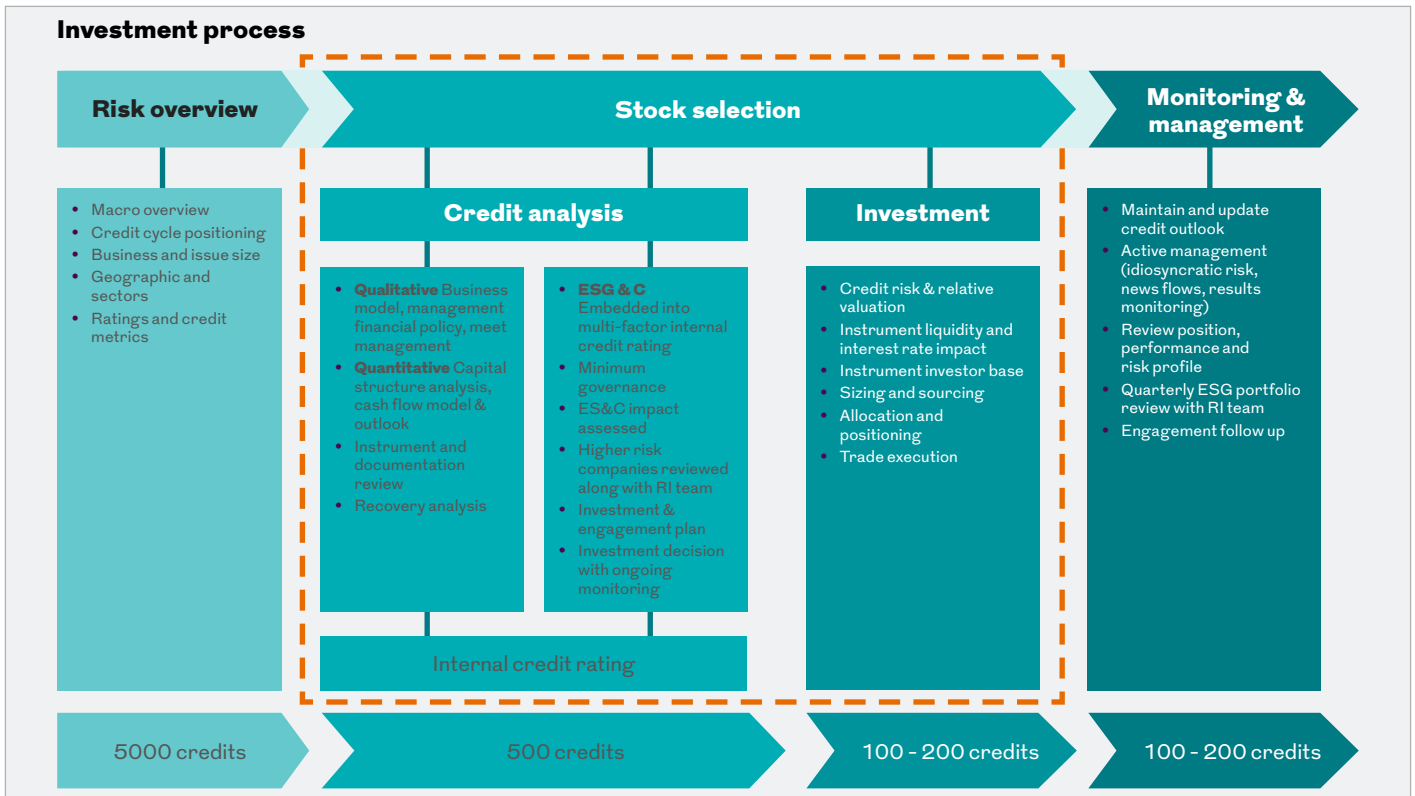 Investment process
Risk overview
Stock selection
Monitoring &
management
• Macro overview
• Credit cycle positioning
• Business and issue size
• Geographic and
sectors
• Ratings and credit
metrics
Credit analysis
• Qualitative Business
model, management
financial policy, meet
management
• Quantitative Capital
structure analysis,
cash flow model &
outlook
• Instrument and
documentation
review
• Recovery analysis
• ESG & C
Embedded into
multi-factor internal
credit rating
• Minimum
governance
• ES&C impact
assessed
• Higher risk
companies reviewed
along with RI team
• Investment &
engagement plan
• Investment decision
with ongoing
monitoring
Internal credit rating
Investment
• Credit risk & relative
valuation
• Instrument liquidity and
interest rate impact
• Instrument investor base
• Sizing and sourcing
• Allocation and
positioning
• Trade execution
• Maintain and update
credit outlook
• Active management
(idiosyncratic risk,
news flows, results
monitoring)
• Review position,
performance and
risk profile
• Quarterly ESG portfolio
review with RI team
• Engagement follow up
5000 credits
500 credits
100 - 200 credits
100 - 200 credits